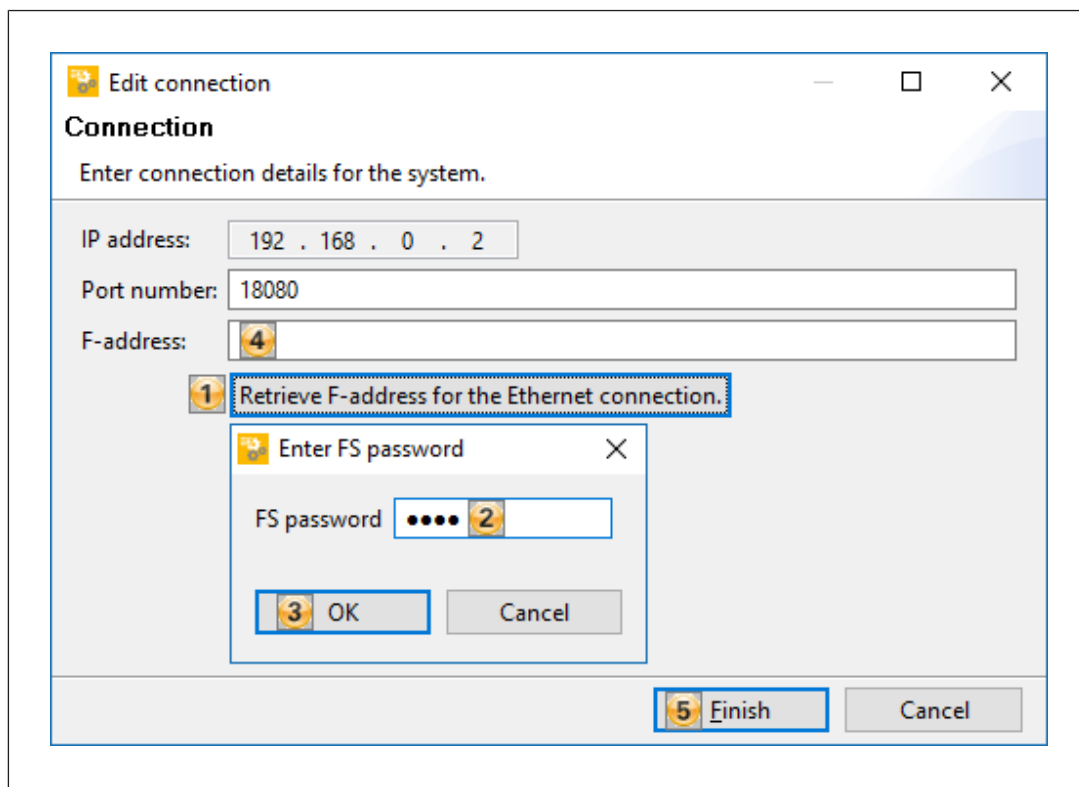 Edit connection
Connection
Enter connection details for the system.
IP address: 192 . 168 . 0 . 2
Port number: 18080
F-address: 4
1 Retrieve F-address for the Ethernet connection.
Enter FS password
FS password •••• 2
3 OK Cancel
5 Finish Cancel